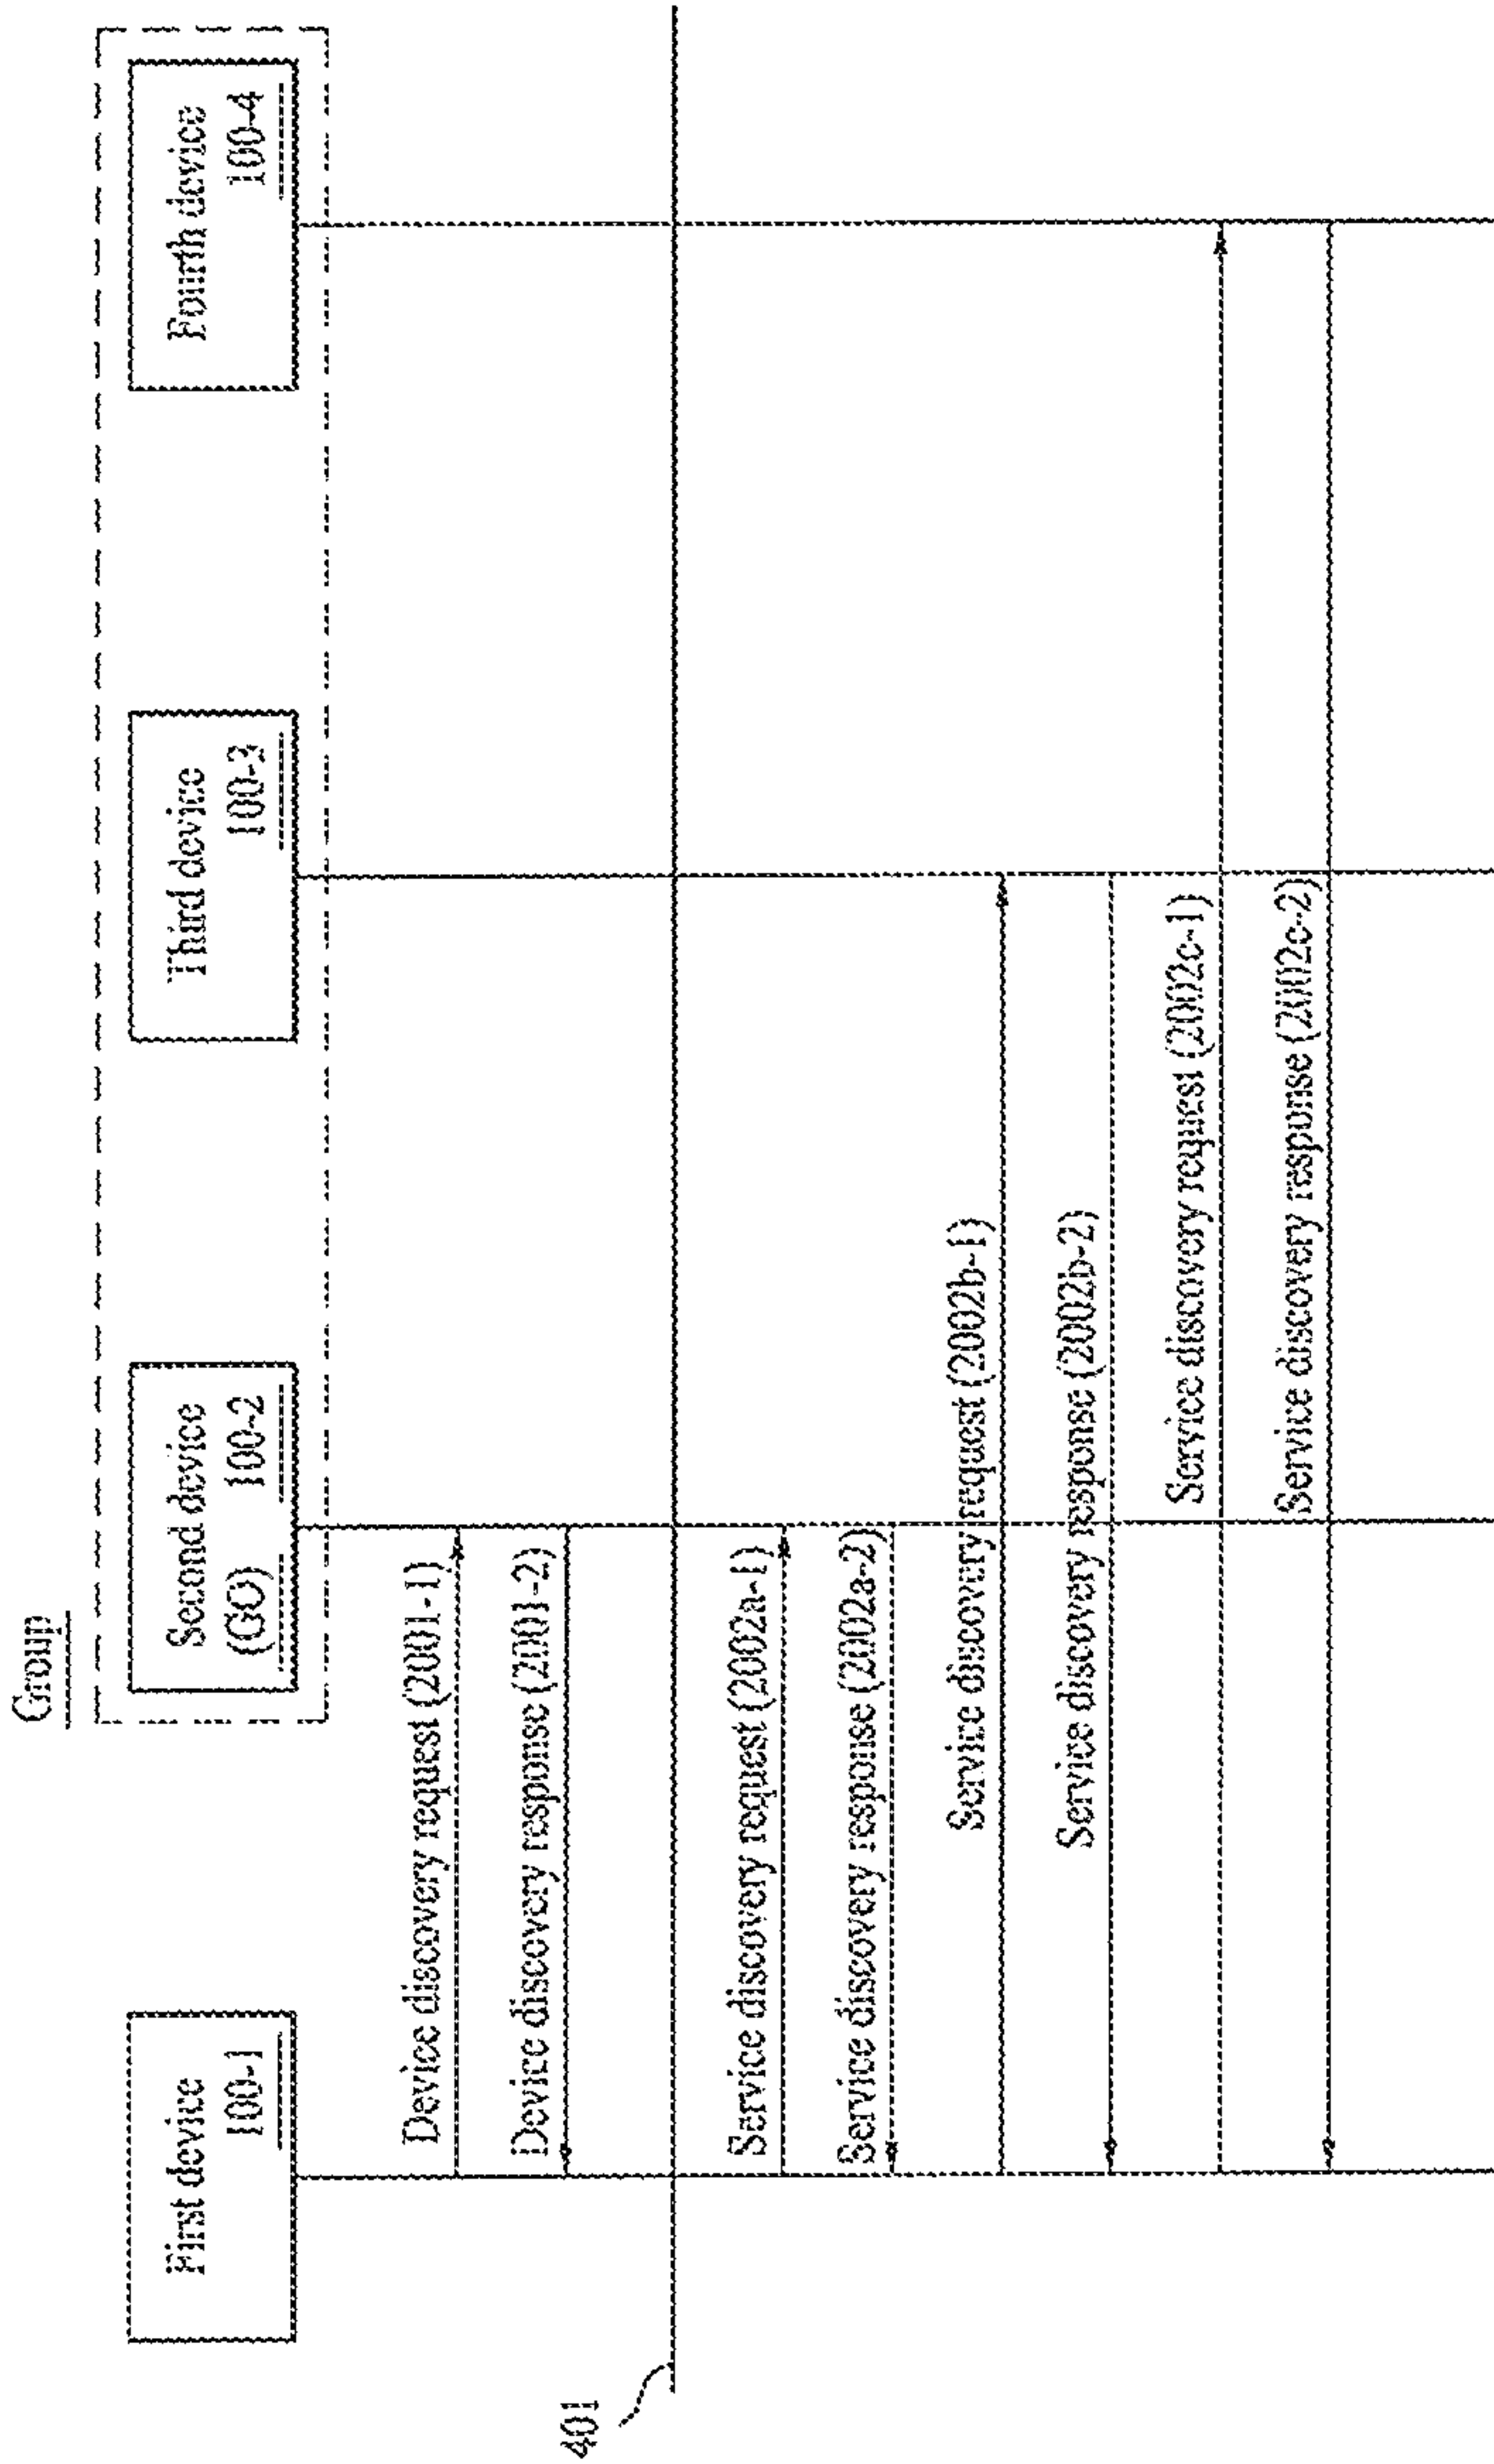 Group
First device
100-1
Second device
(GO) 100-2
Third device
100-3
Fourth device
100-4
Device discovery request (2001-1)
Device discovery response (2001-2)
401
Service discovery request (2002a-1)
Service discovery response (2002a-2)
Service discovery request (2002b-1)
Service discovery response (2002b-2)
Service discovery request (2002c-1)
Service discovery response (2002c-2)